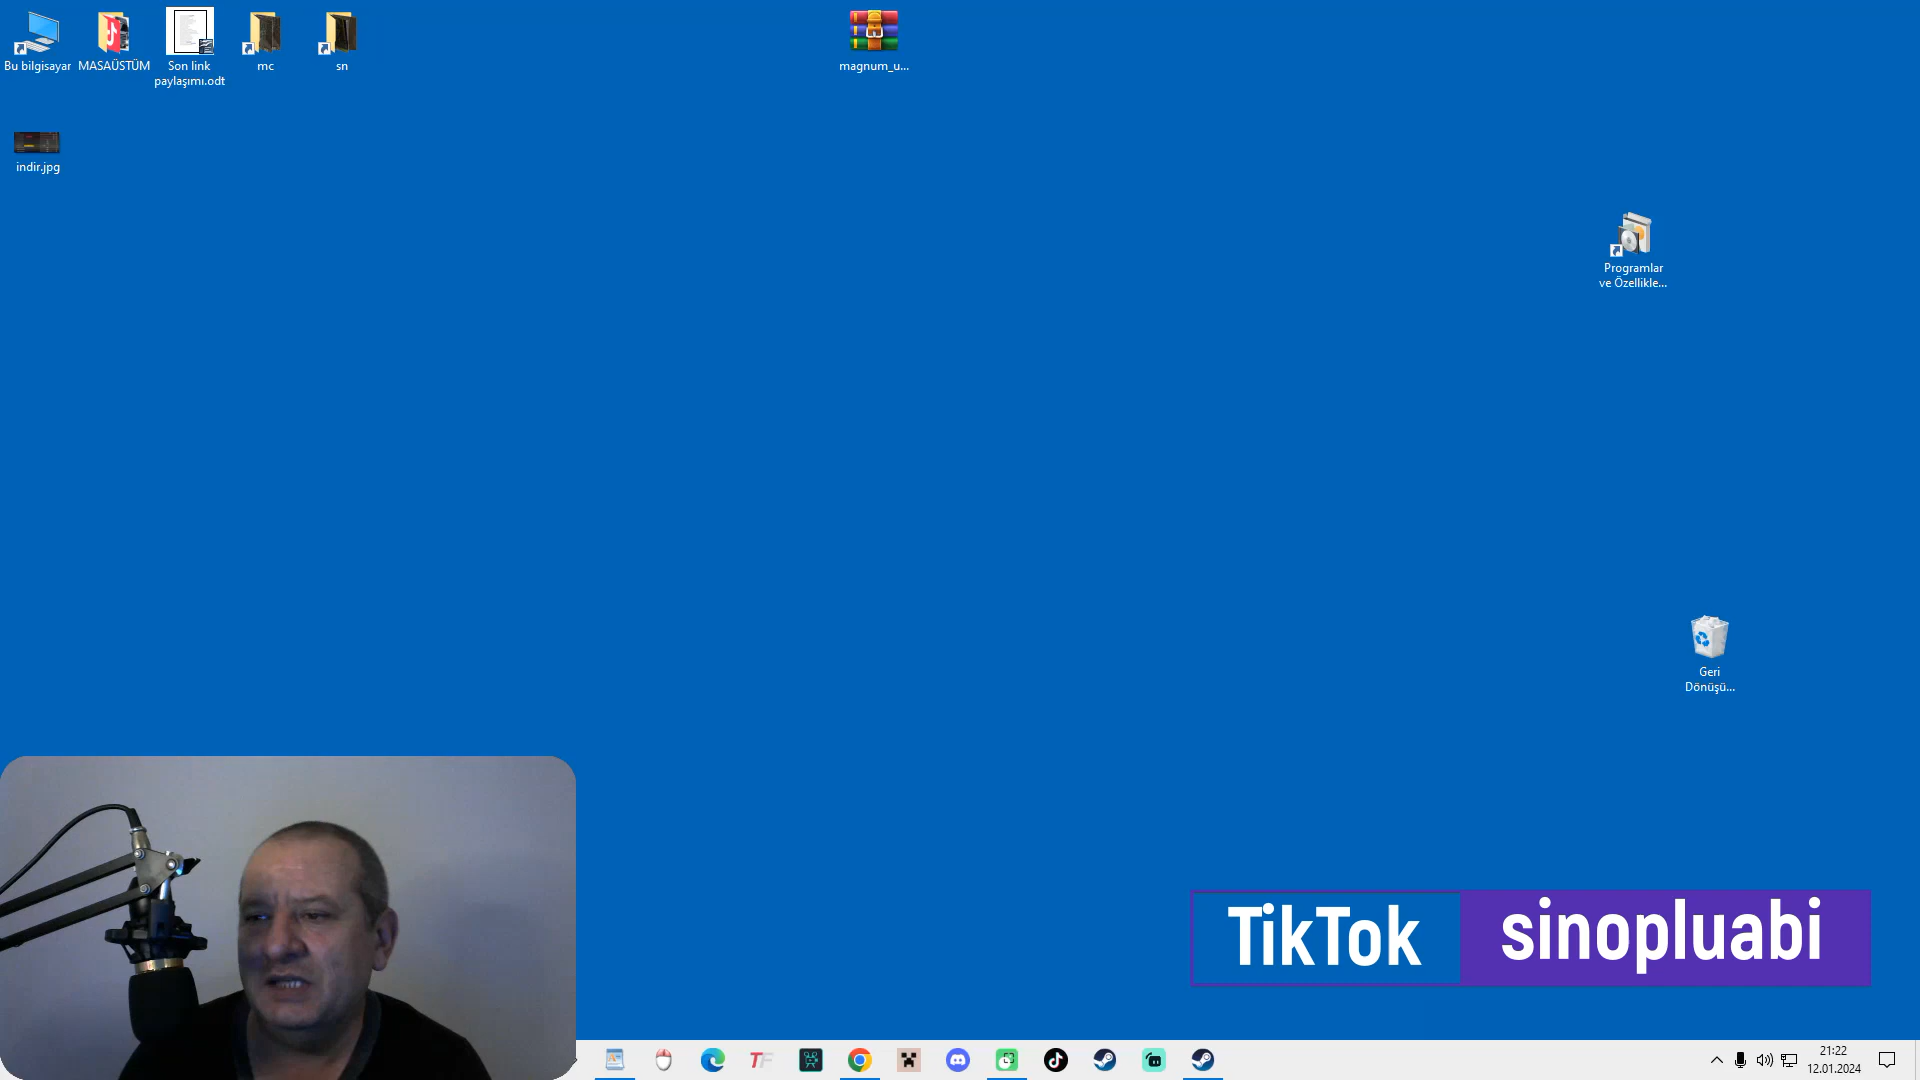 Bu bilgisayar
MASAÜSTÜM
Son link
paylaşımı.odt
mc
sn
magnum_u...
indir.jpg
Programlar
ve Özellikle...
Geri
Dönüşü...
TikTok
sinopluabi
TF
21:22
12.01.2024